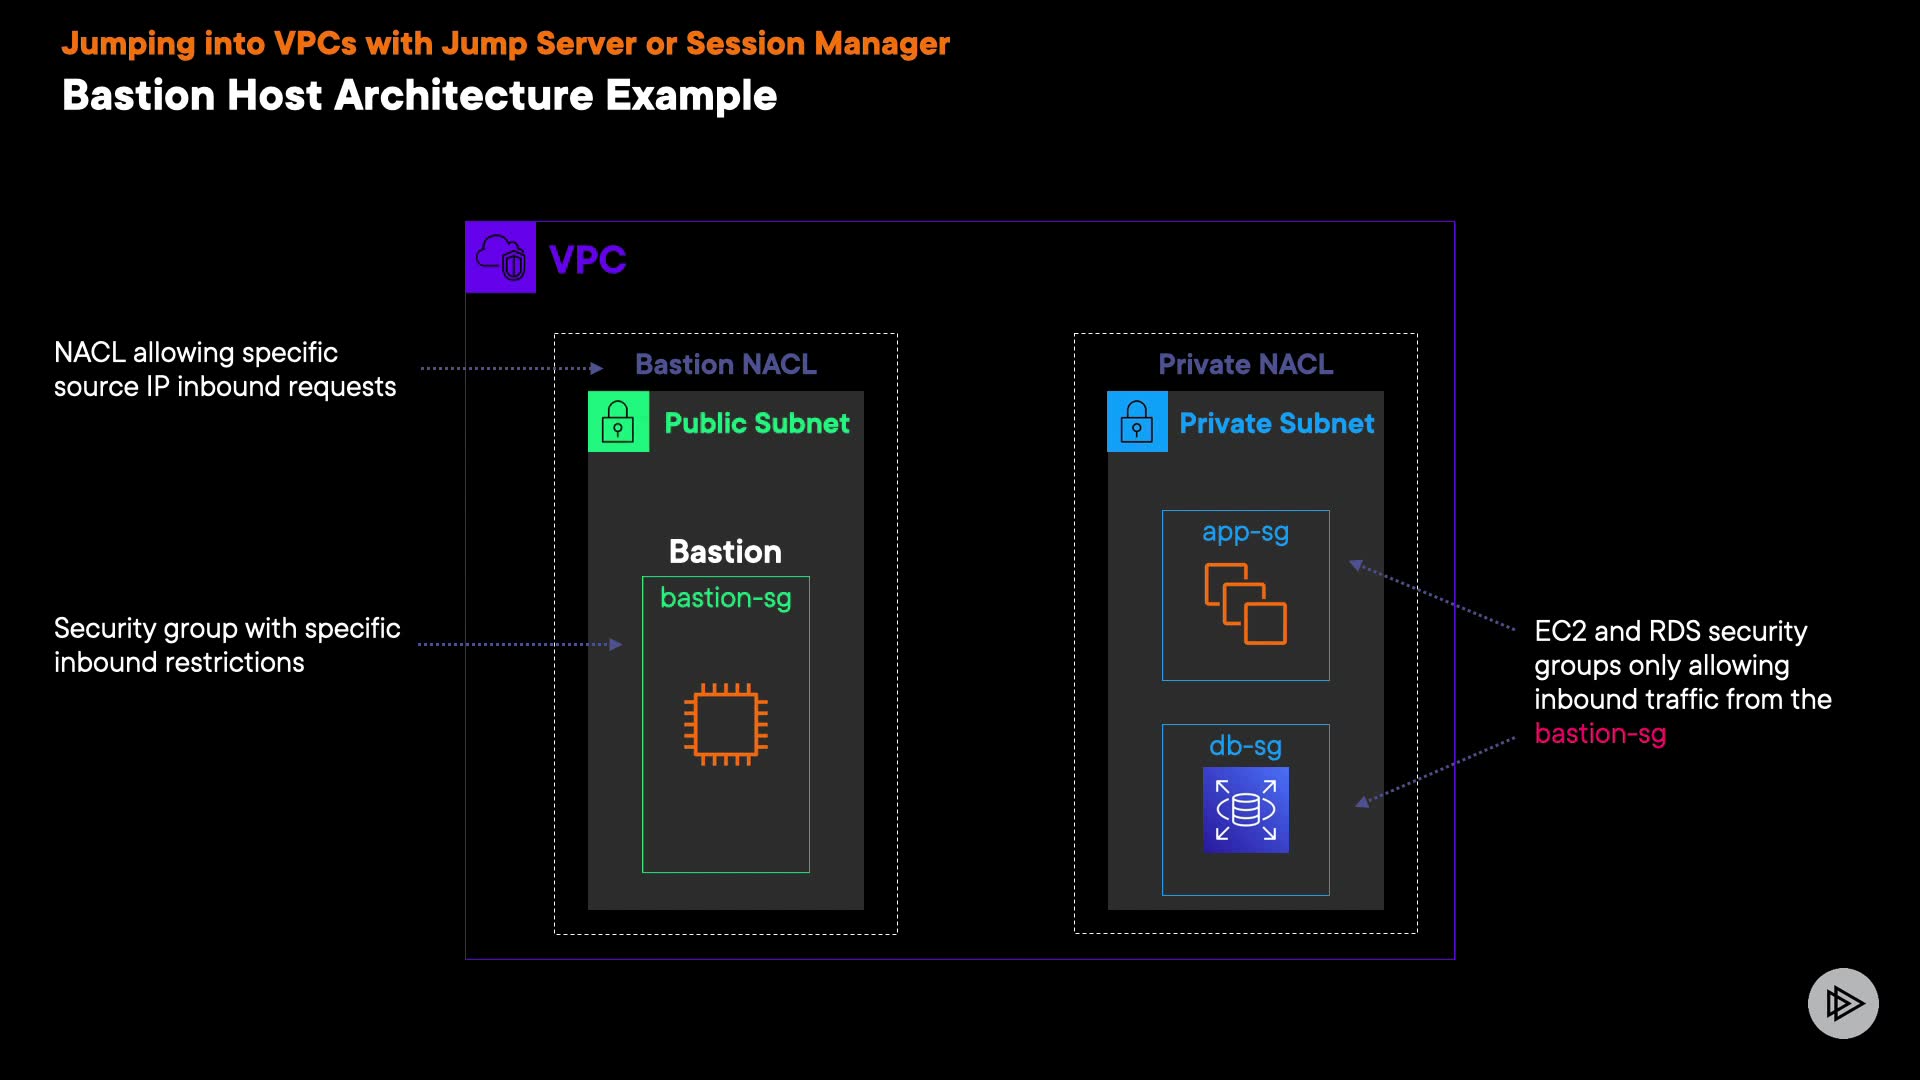 Jumping into VPCs with Jump Server or Session Manager
Bastion Host Architecture Example
VPC
NACL allowing specific
source IP inbound requests
Bastion NACL
Public Subnet
Bastion
bastion-sg
Security group with specific
inbound restrictions
Private NACL
Private Subnet
app-sg
db-sg
EC2 and RDS security
groups only allowing
inbound traffic from the
bastion-sg